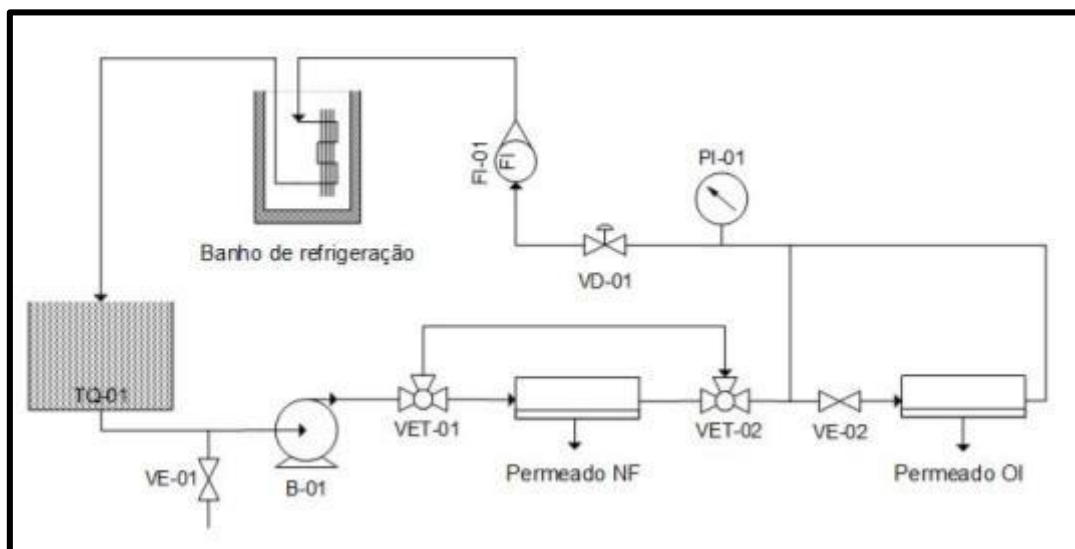 PI-01
FI-01
FI
Banho de refrigeração
VD-01
TQ-01
VET-01
VET-02
VE-02
VE-01
B-01
Permeado NF
Permeado OI